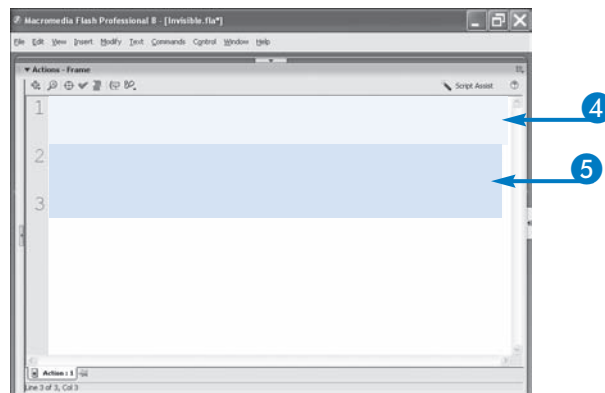 Macromedia Flash Professional 8 - [Invisible.fla*]
File Edit View Insert Modify Text Commands Control Window Help
Actions - Frame
Script Assist
1
4
2
5
3
Action : 1
Line 3 of 3, Col 3